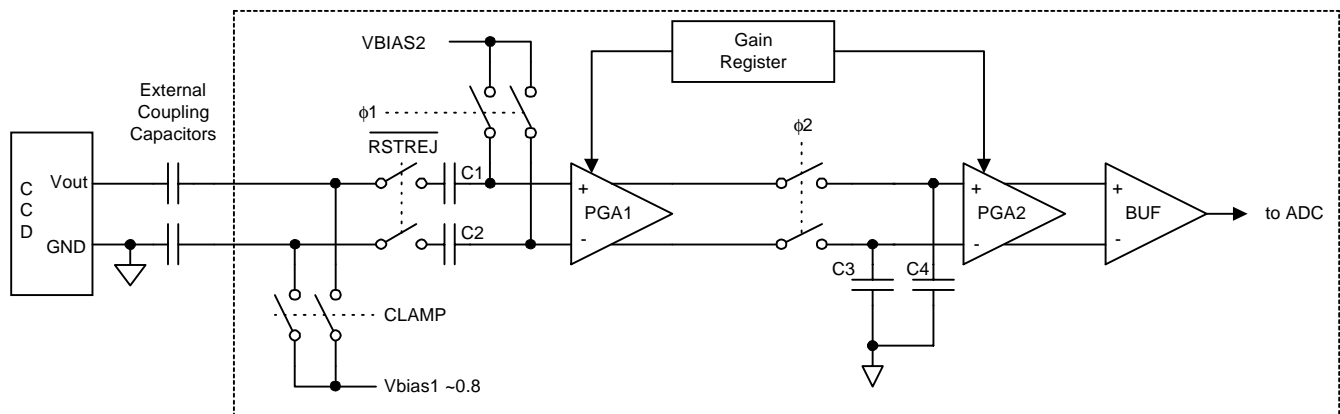 VBIAS2
Gain
Register
External
Coupling
Capacitors
ϕ1
ϕ2
RSTREJ
CCD
Vout
C1
+
PGA1
-
+
PGA2
-
+
BUF
-
to ADC
GND
C2
C3
C4
CLAMP
Vbias1 ~0.8